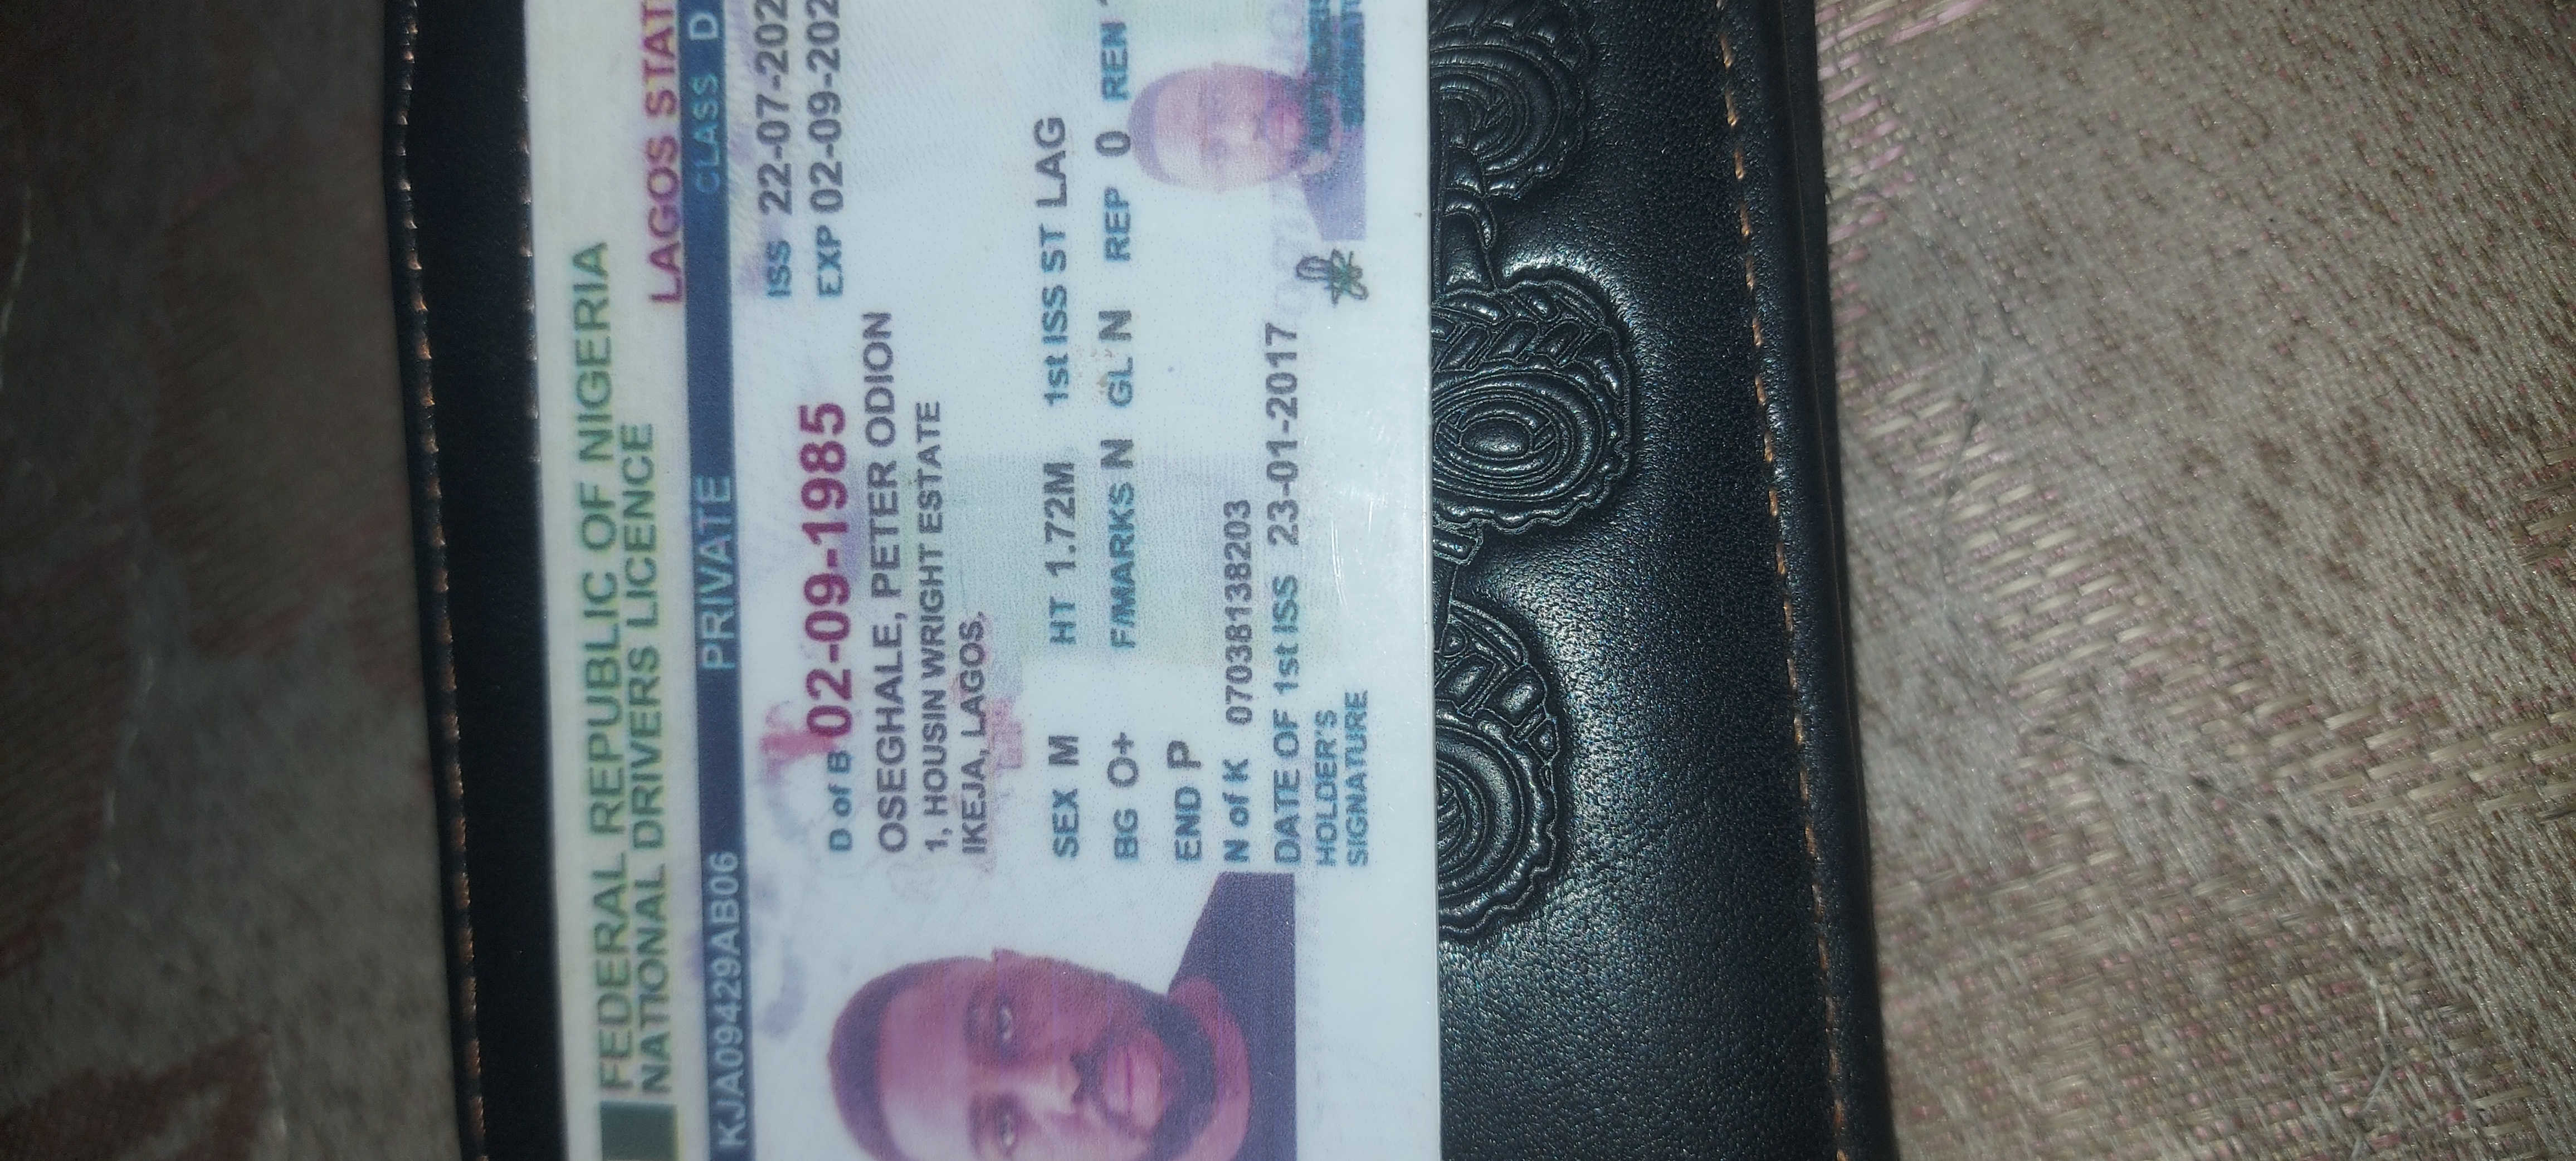 FEDERAL REPUBLIC OF NIGERIA
NATIONAL DRIVERS LICENCE
LAGOS STAT
KJA09429AB06 PRIVATE CLASS D
ISS 22-07-202
D of B 02-09-1985 EXP 02-09-202
OSEGHALE, PETER ODION
1, HOUSIN WRIGHT ESTATE
IKEJA, LAGOS.
SEX M HT 1.72M 1st ISS ST LAG
BG O+ F/MARKS N GL N REP 0 REN
END P
N of K 07038138203
DATE OF 1st ISS 23-01-2017
HOLDER'S
SIGNATURE
AUTHORIS
SIGNATU